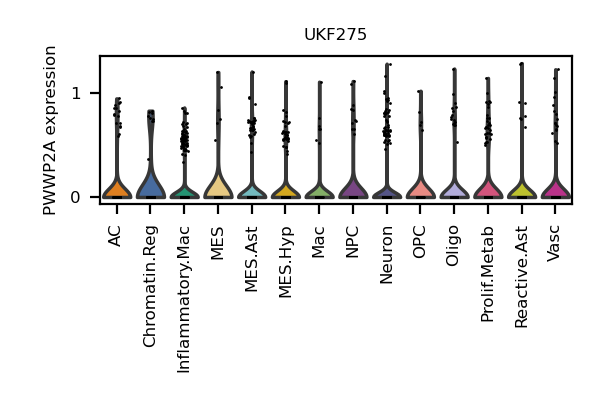 UKF275
PWWP2A expression
1
0
AC
Chromatin.Reg
Inflammatory.Mac
MES
MES.Ast
MES.Hyp
Mac
NPC
Neuron
OPC
Oligo
Prolif.Metab
Reactive.Ast
Vasc